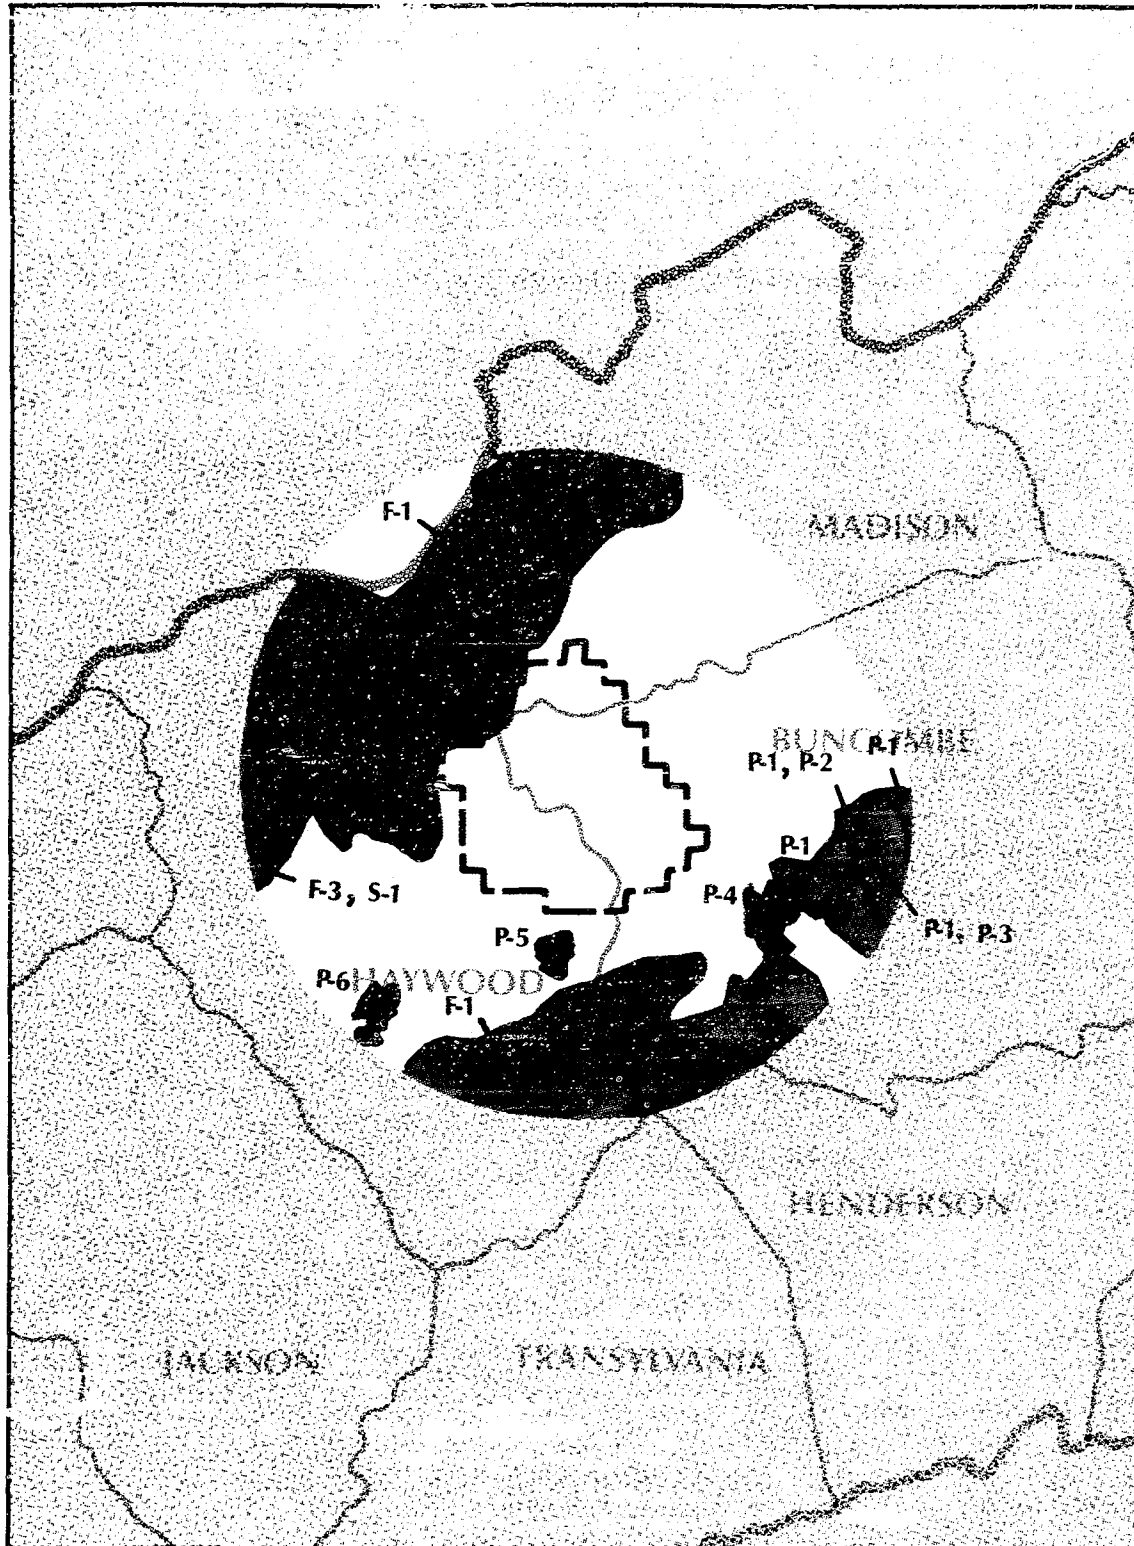 F-1
MADISON
BUNCOMBE
P-1
P-1, P-2
P-1
F-3, S-1
P-4
P-1, P-3
P-5
P-6
HAYWOOD
F-1
HENDERSON
JACKSON
TRANSYLVANIA